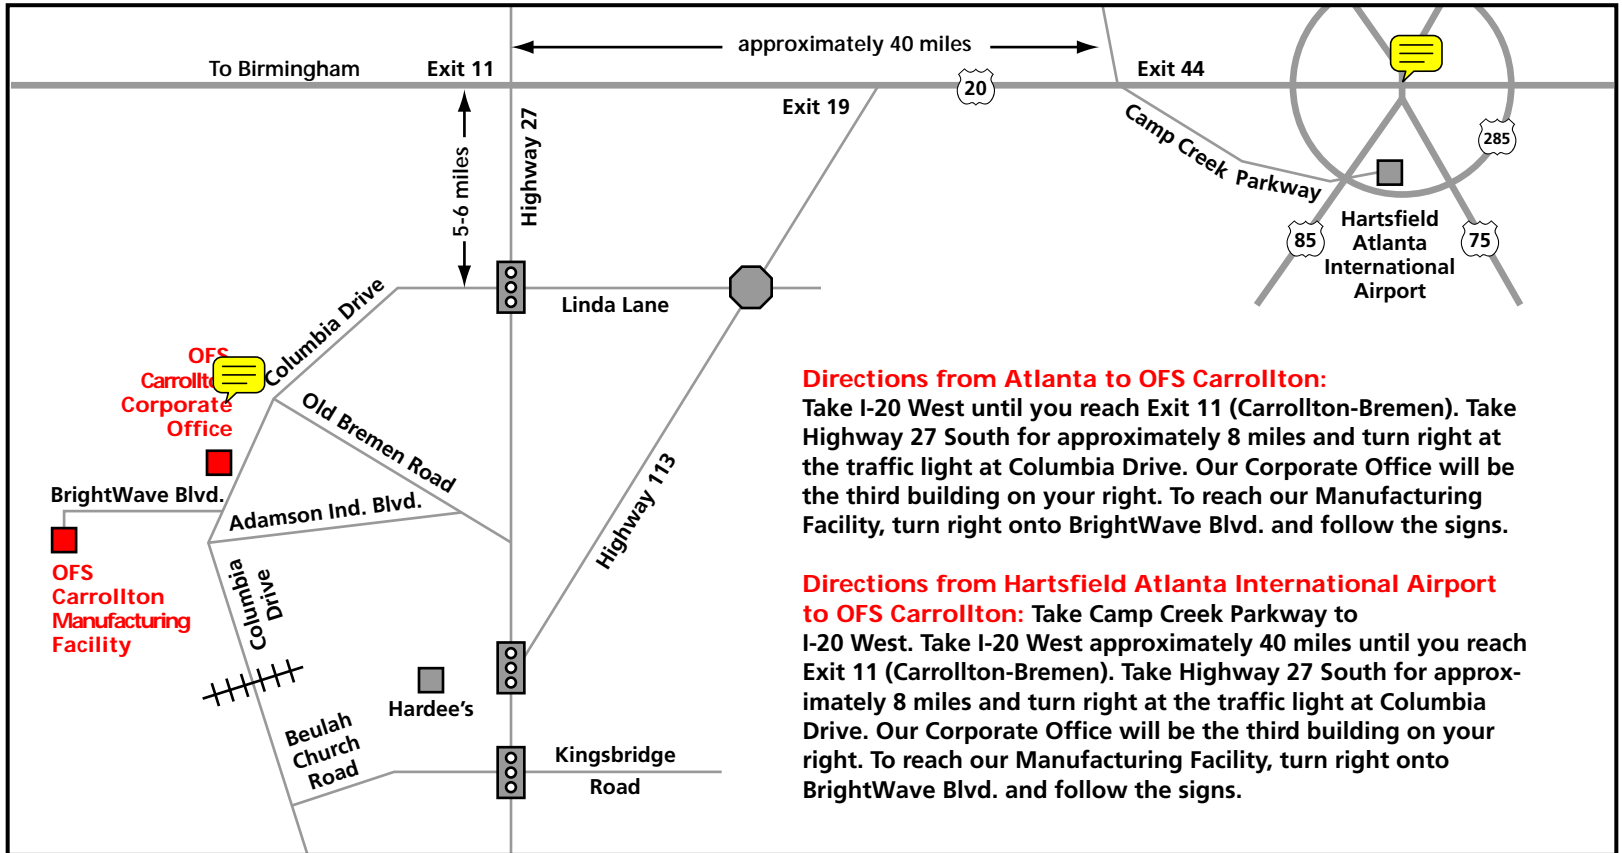 approximately 40 miles
To Birmingham
Exit 11
Exit 44
20
Exit 19
Highway 27
5-6 miles
Camp Creek Parkway
285
Hartsfield
Atlanta
International
Airport
85
75
Linda Lane
Columbia Drive
OFS
Carrollton
Corporate
Office
Old Bremen Road
BrightWave Blvd.
Adamson Ind. Blvd.
Highway 113
OFS
Carrollton
Manufacturing
Facility
Columbia
Drive
Hardee's
Beulah
Church
Road
Kingsbridge
Road
Directions from Atlanta to OFS Carrollton:
Take I-20 West until you reach Exit 11 (Carrollton-Bremen). Take
Highway 27 South for approximately 8 miles and turn right at
the traffic light at Columbia Drive. Our Corporate Office will be
the third building on your right. To reach our Manufacturing
Facility, turn right onto BrightWave Blvd. and follow the signs.
Directions from Hartsfield Atlanta International Airport
to OFS Carrollton: Take Camp Creek Parkway to
I-20 West. Take I-20 West approximately 40 miles until you reach
Exit 11 (Carrollton-Bremen). Take Highway 27 South for approx-
imately 8 miles and turn right at the traffic light at Columbia
Drive. Our Corporate Office will be the third building on your
right. To reach our Manufacturing Facility, turn right onto
BrightWave Blvd. and follow the signs.